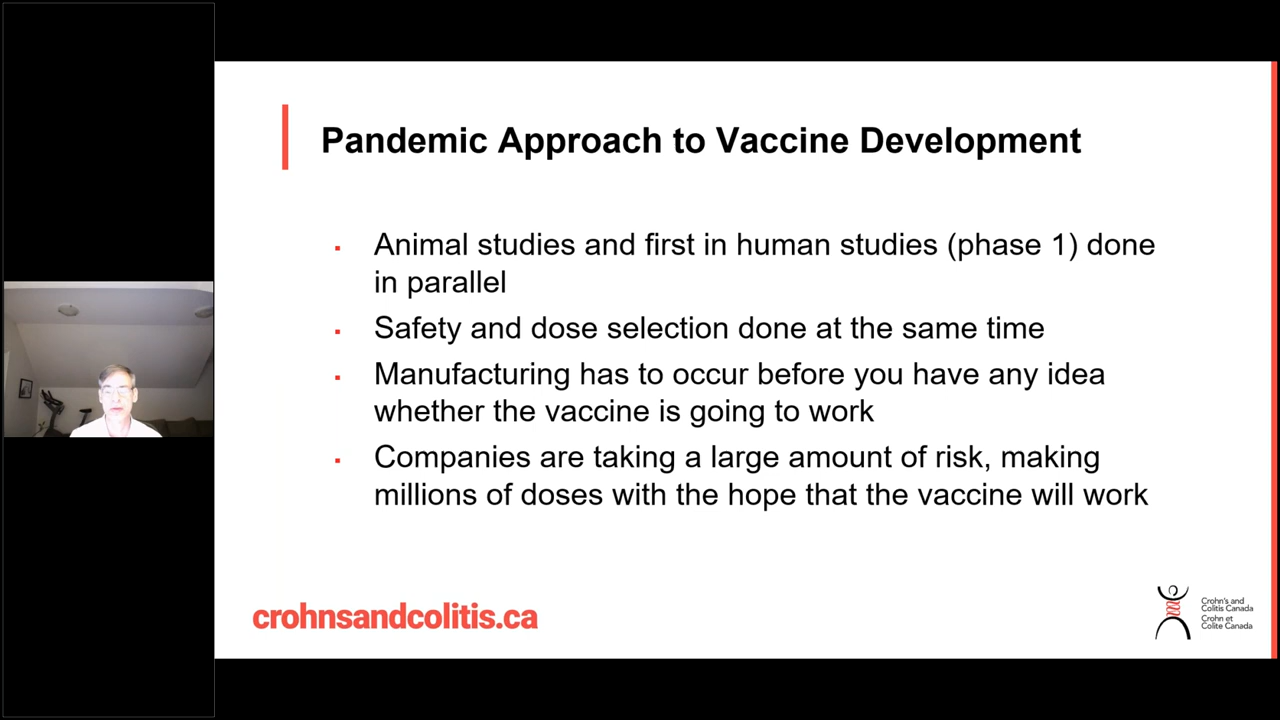 Pandemic Approach to Vaccine Development
▪ Animal studies and first in human studies (phase 1) done
in parallel
▪ Safety and dose selection done at the same time
▪ Manufacturing has to occur before you have any idea
whether the vaccine is going to work
▪ Companies are taking a large amount of risk, making
millions of doses with the hope that the vaccine will work
crohnsandcolitis.ca
Crohn's and
Colitis Canada
Crohn et
Colite Canada